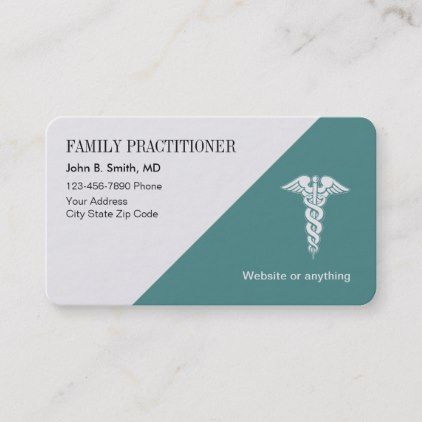 FAMILY PRACTITIONER
John B. Smith, MD
123-456-7890 Phone
Your Address
City State Zip Code
Website or anything